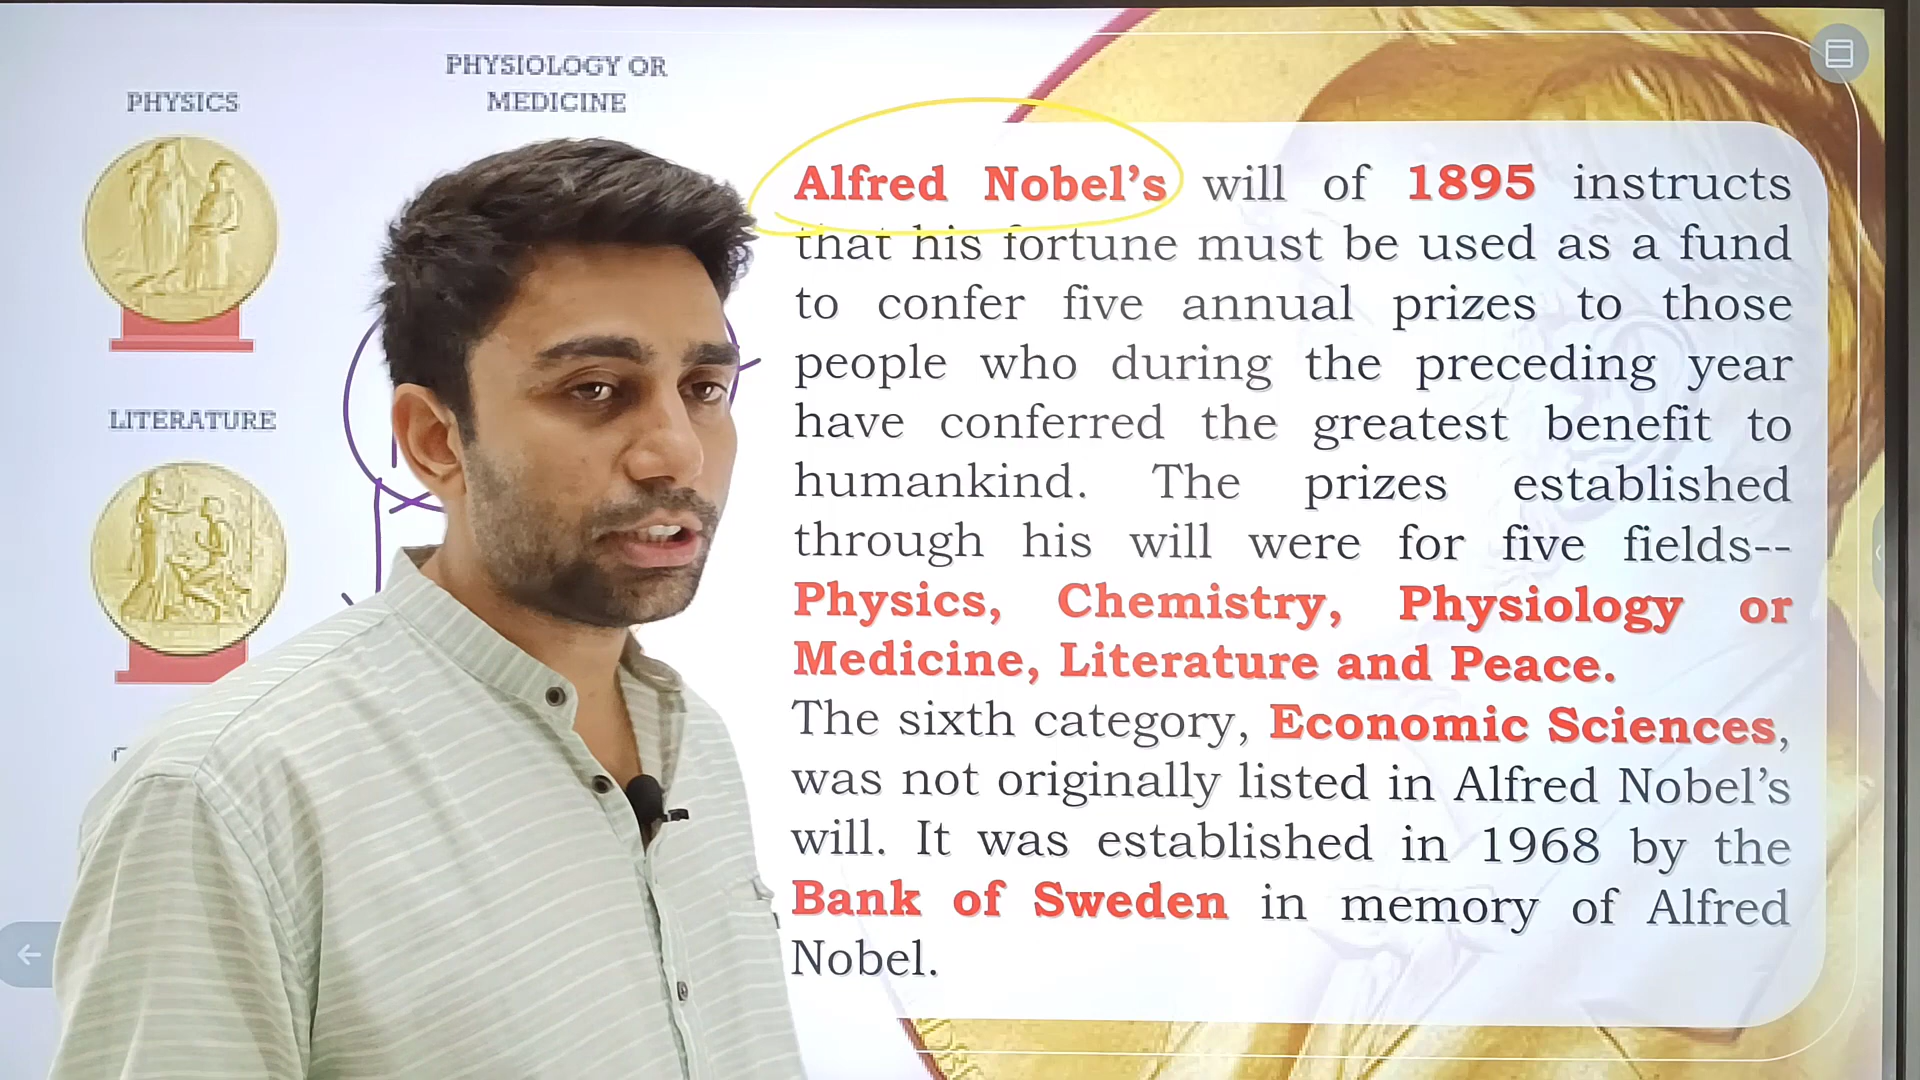 PHYSICS
PHYSIOLOGY OR
MEDICINE
LITERATURE
Alfred Nobel's will of 1895 instructs
that his fortune must be used as a fund
to confer five annual prizes to those
people who during the preceding year
have conferred the greatest benefit to
humankind. The prizes established
through his will were for five fields--
Physics, Chemistry, Physiology or
Medicine, Literature and Peace.
The sixth category, Economic Sciences,
was not originally listed in Alfred Nobel's
will. It was established in 1968 by the
Bank of Sweden in memory of Alfred
Nobel.